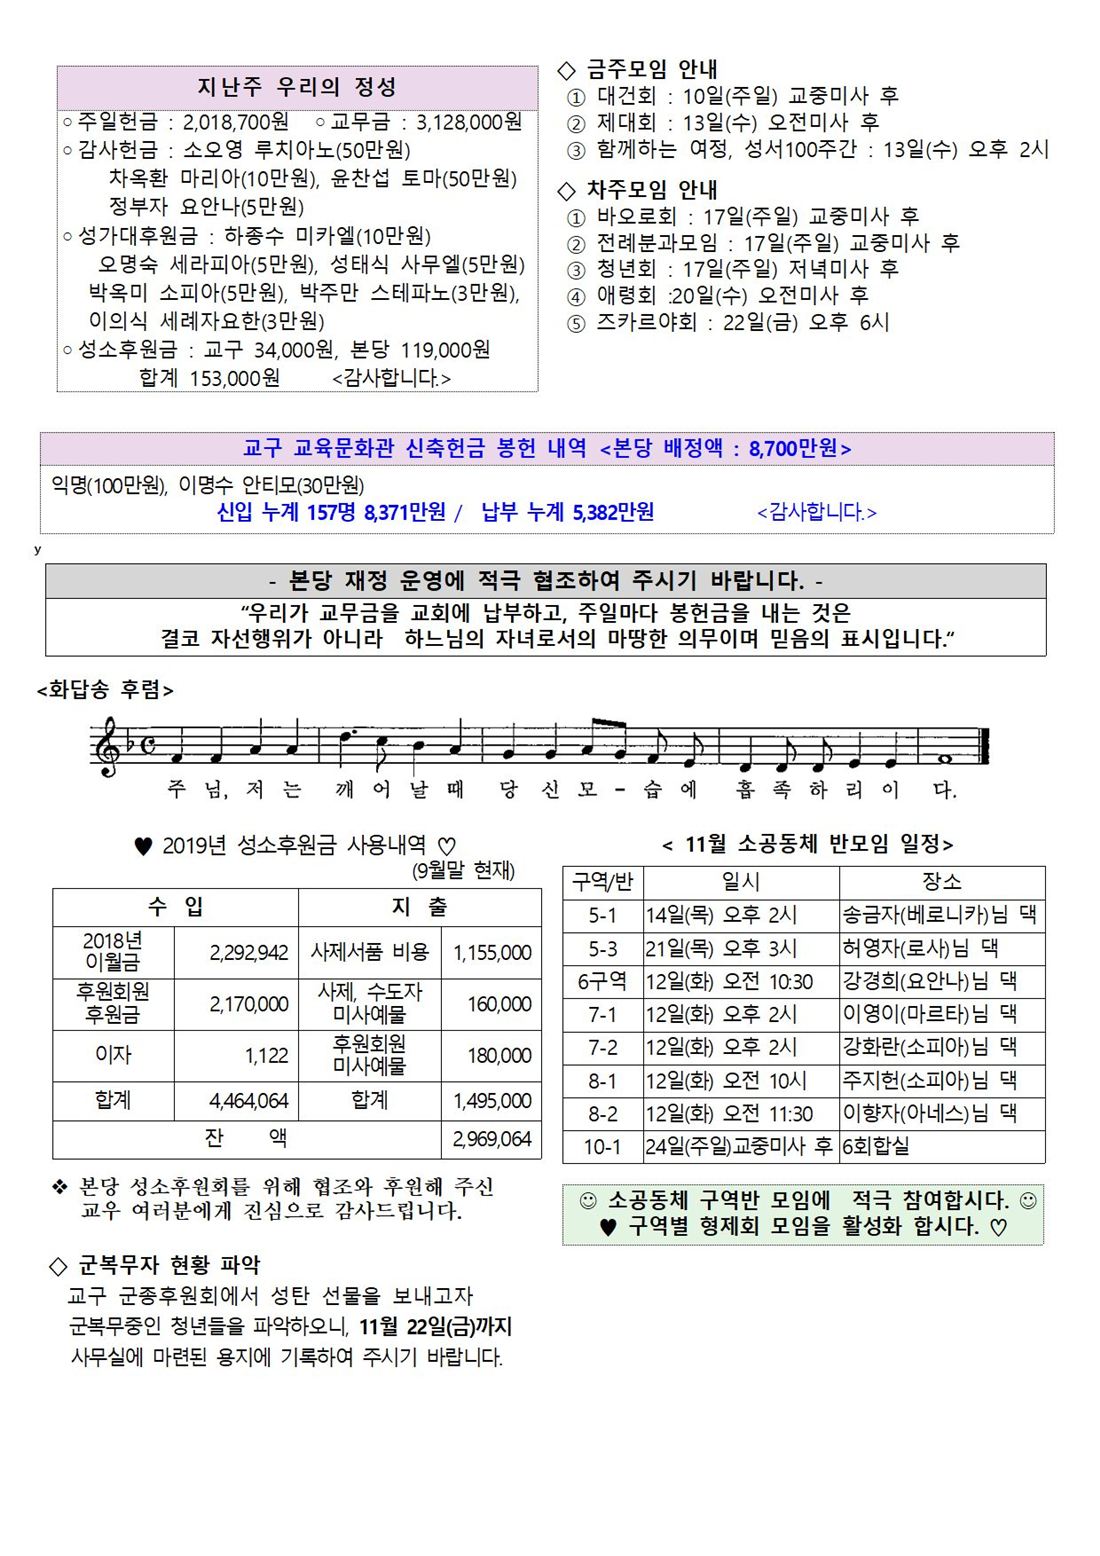 지난주 우리의 정성
○ 주일헌금 : 2,018,700원 ○ 교무금 : 3,128,000원
○ 감사헌금 : 소오영 루치아노(50만원)
차옥환 마리아(10만원), 윤찬섭 토마(50만원)
정부자 요안나(5만원)
○ 성가대후원금 : 하종수 미카엘(10만원)
오명숙 세라피아(5만원), 성태식 사무엘(5만원)
박옥미 소피아(5만원), 박주만 스테파노(3만원),
이의식 세례자요한(3만원)
○ 성소후원금 : 교구 34,000원, 본당 119,000원
합계 153,000원 <감사합니다.>
◇ 금주모임 안내
① 대건회 : 10일(주일) 교중미사 후
② 제대회 : 13일(수) 오전미사 후
③ 함께하는 여정, 성서100주간 : 13일(수) 오후 2시
◇ 차주모임 안내
① 바오로회 : 17일(주일) 교중미사 후
② 전례분과모임 : 17일(주일) 교중미사 후
③ 청년회 : 17일(주일) 저녁미사 후
④ 애령회 :20일(수) 오전미사 후
⑤ 즈카르야회 : 22일(금) 오후 6시
교구 교육문화관 신축헌금 봉헌 내역 <본당 배정액 : 8,700만원>
익명(100만원), 이명수 안티모(30만원)
신입 누계 157명 8,371만원 / 납부 누계 5,382만원 <감사합니다.>
y
- 본당 재정 운영에 적극 협조하여 주시기 바랍니다. -
“우리가 교무금을 교회에 납부하고, 주일마다 봉헌금을 내는 것은
결코 자선행위가 아니라 하느님의 자녀로서의 마땅한 의무이며 믿음의 표시입니다.“
<화답송 후렴>
주 님, 저 는 깨 어 날 때 당 신 모 - 습 에 흡 족 하 리 이 다.
♥ 2019년 성소후원금 사용내역 ♡
(9월말 현재)
수 입 지 출
2018년
이월금 2,292,942 사제서품 비용 1,155,000
후원회원
후원금 2,170,000 사제, 수도자
미사예물 160,000
이자 1,122 후원회원
미사예물 180,000
합계 4,464,064 합계 1,495,000
잔 액 2,969,064
❖ 본당 성소후원회를 위해 협조와 후원해 주신
교우 여러분에게 진심으로 감사드립니다.
◇ 군복무자 현황 파악
교구 군종후원회에서 성탄 선물을 보내고자
군복무중인 청년들을 파악하오니, 11월 22일(금)까지
사무실에 마련된 용지에 기록하여 주시기 바랍니다.
< 11월 소공동체 반모임 일정>
구역/반 일시 장소
5-1 14일(목) 오후 2시 송금자(베로니카)님 댁
5-3 21일(목) 오후 3시 허영자(로사)님 댁
6구역 12일(화) 오전 10:30 강경희(요안나)님 댁
7-1 12일(화) 오후 2시 이영이(마르타)님 댁
7-2 12일(화) 오후 2시 강화란(소피아)님 댁
8-1 12일(화) 오전 10시 주지헌(소피아)님 댁
8-2 12일(화) 오전 11:30 이향자(아네스)님 댁
10-1 24일(주일)교중미사 후 6회합실
☺ 소공동체 구역반 모임에 적극 참여합시다. ☺
♥ 구역별 형제회 모임을 활성화 합시다. ♡